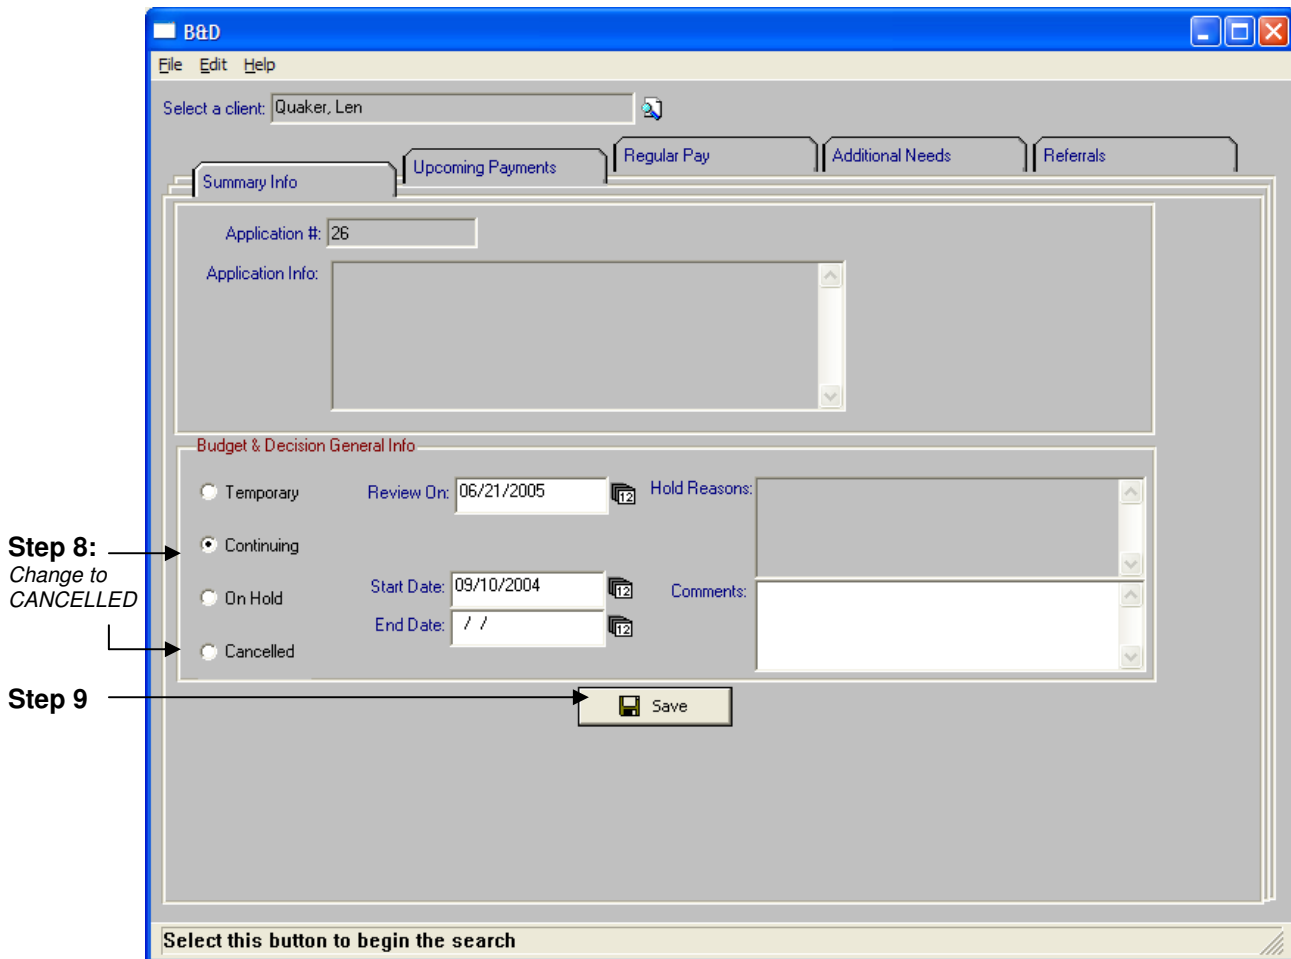 B&D
File Edit Help
Select a client: Quaker, Len
Summary Info
Upcoming Payments
Regular Pay
Additional Needs
Referrals
Application #: 26
Application Info:
Budget & Decision General Info
Temporary
Review On: 06/21/2005
12
Hold Reasons:
Step 8:
Change to
CANCELLED
Continuing
On Hold
Start Date: 09/10/2004
12
Comments:
End Date: / /
12
Cancelled
Step 9
Save
Select this button to begin the search